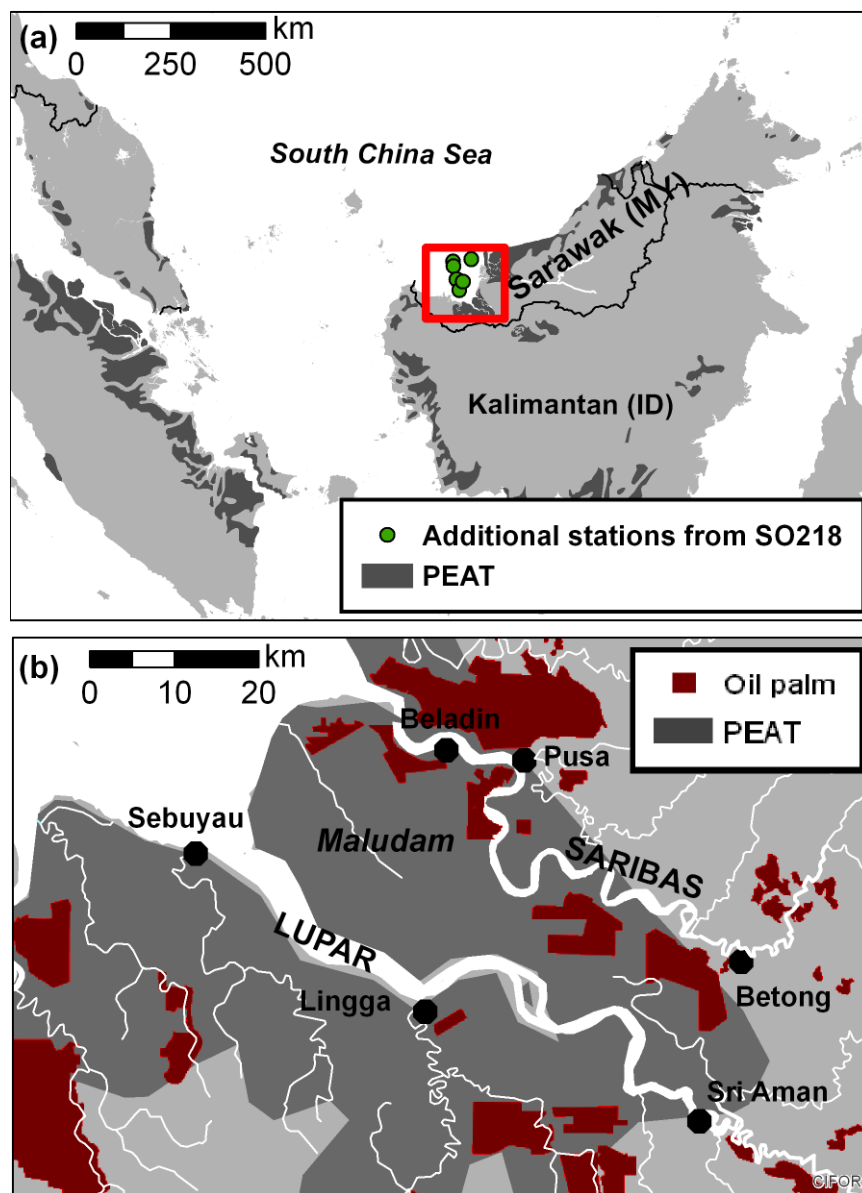 (a)
km
0 250 500
South China Sea
Sarawak (MY)
Kalimantan (ID)
Additional stations from SO218
PEAT
(b)
km
0 10 20
Oil palm
PEAT
Beladin
Pusa
Sebuyau
Maludam
SARIBAS
LUPAR
Lingga
Betong
Sri Aman
CIFOR